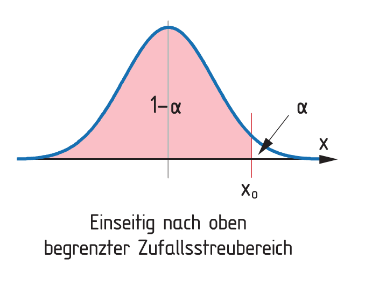 1–α
α
x
x₀
Einseitig nach oben
begrenzter Zufallsstreubereich